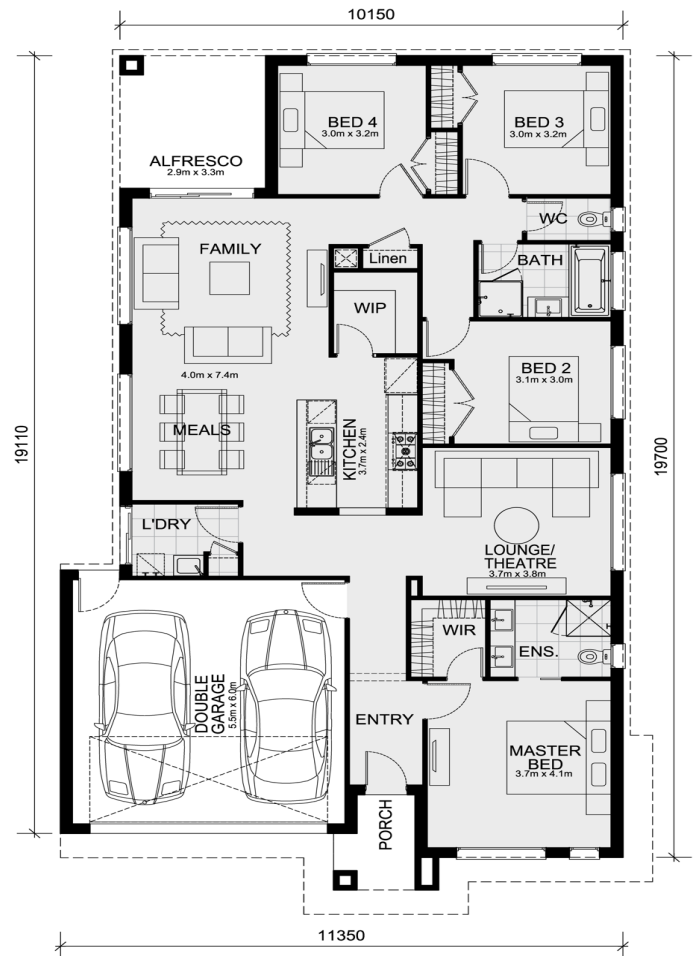 10150
BED 4
3.0m x 3.2m
BED 3
3.0m x 3.2m
ALFRESCO
2.9m x 3.3m
WC
FAMILY
Linen
BATH
WIP
4.0m x 7.4m
BED 2
3.1m x 3.0m
MEALS
KITCHEN
3.7m x 2.4m
19110
19700
L'DRY
LOUNGE/
THEATRE
3.7m x 3.8m
WIR
ENS.
DOUBLE
GARAGE
5.5m x 6.0m
ENTRY
MASTER
BED
3.7m x 4.1m
PORCH
11350